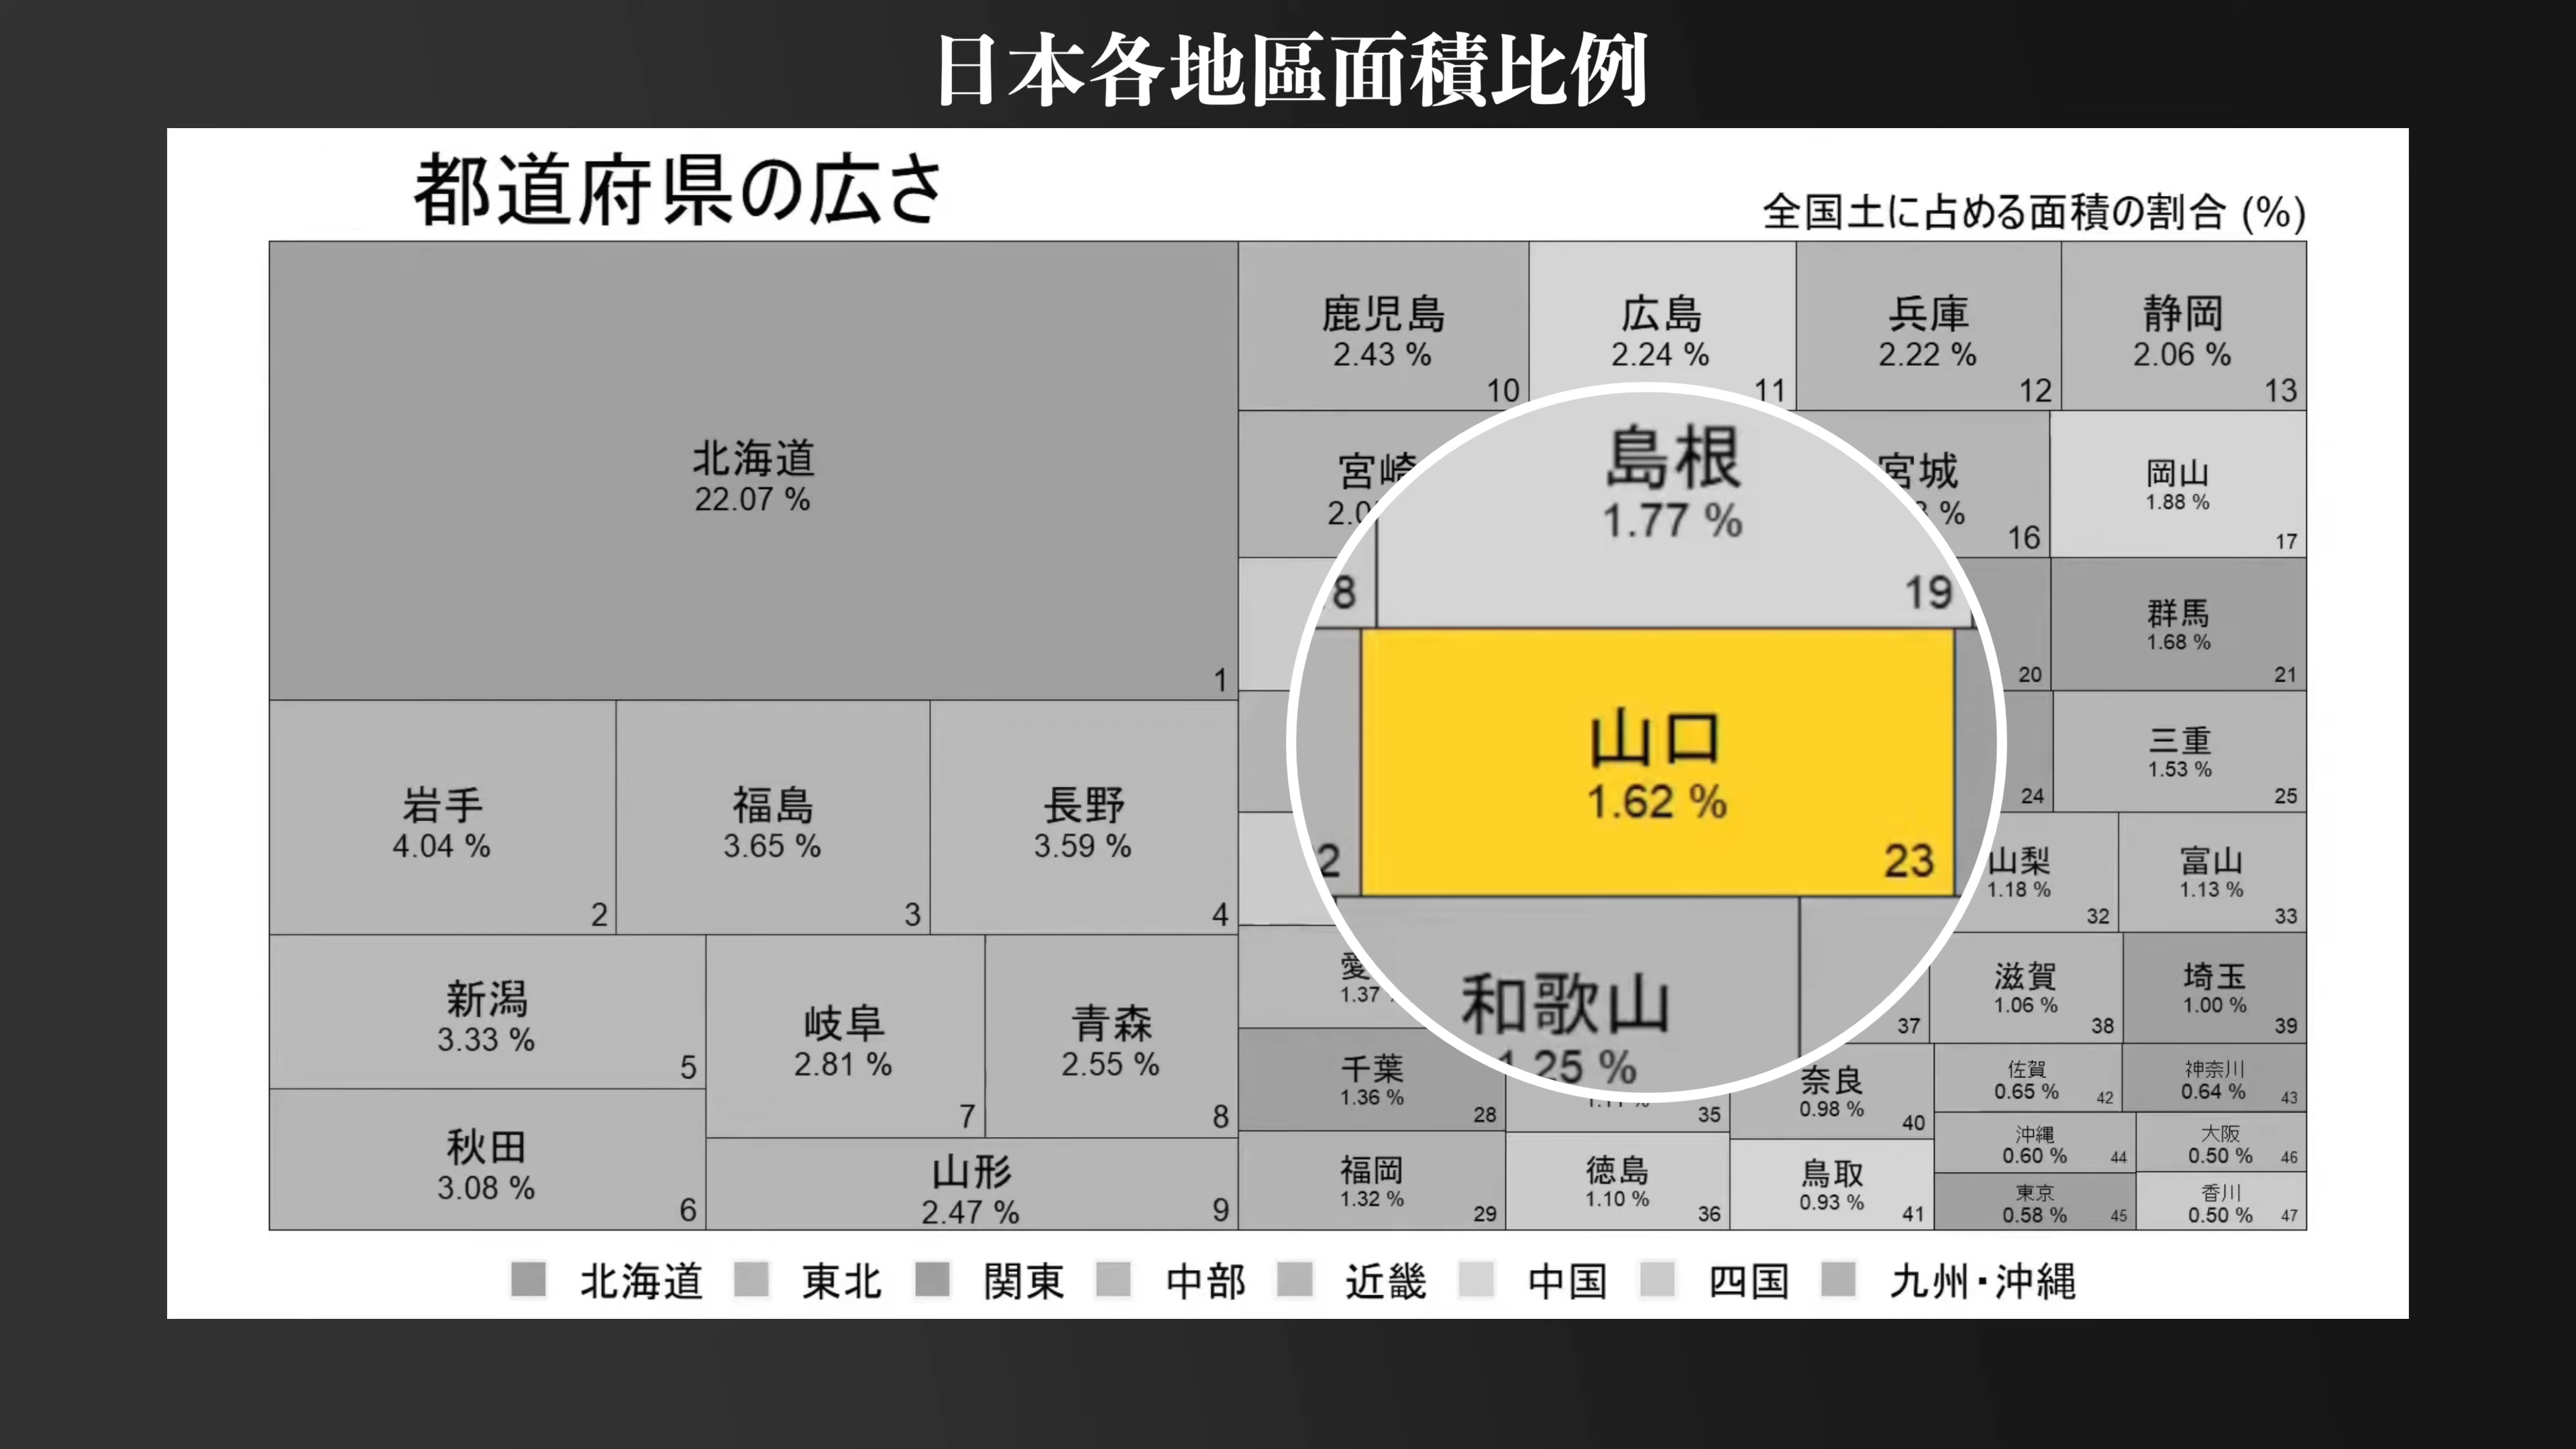 日本各地區面積比例
都道府県の広さ
全国土に占める面積の割合 (%)
北海道
22.07 %
1
岩手
4.04 %
2
福島
3.65 %
3
長野
3.59 %
4
新潟
3.33 %
5
秋田
3.08 %
6
岐阜
2.81 %
7
青森
2.55 %
8
山形
2.47 %
9
鹿児島
2.43 %
10
広島
2.24 %
11
兵庫
2.22 %
12
静岡
2.06 %
13
宮崎
宮城
16
岡山
1.88 %
17
島根
1.77 %
19
20
群馬
1.68 %
21
山口
1.62 %
23
24
三重
1.53 %
25
和歌山
1.25 %
山梨
1.18 %
32
富山
1.13 %
33
1.37
37
滋賀
1.06 %
38
埼玉
1.00 %
39
千葉
1.36 %
28
35
奈良
0.98 %
40
佐賀
0.65 %
42
神奈川
0.64 %
43
福岡
1.32 %
29
徳島
1.10 %
36
鳥取
0.93 %
41
沖縄
0.60 %
44
大阪
0.50 %
46
東京
0.58 %
45
香川
0.50 %
47
北海道 東北 関東 中部 近畿 中国 四国 九州・沖縄